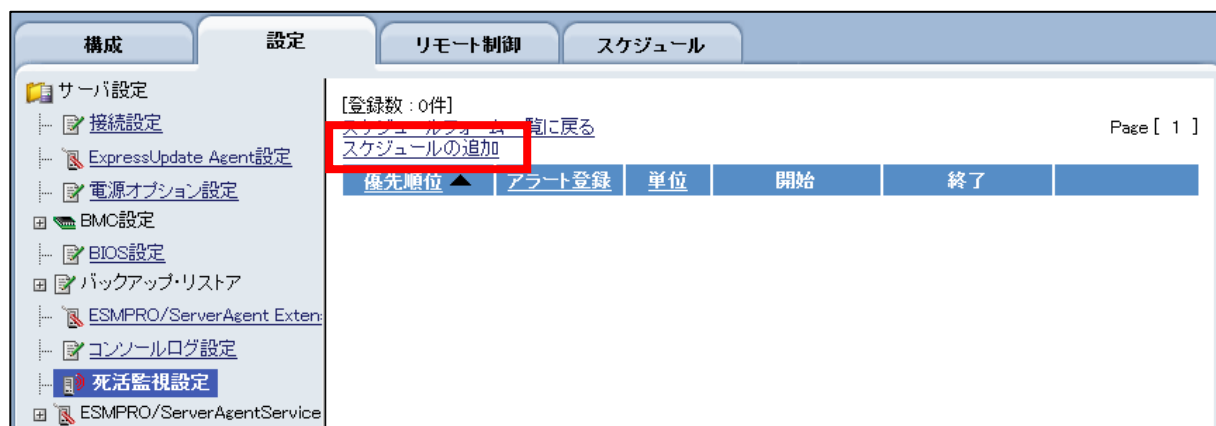 構成 設定 リモート制御 スケジュール
サーバ設定
接続設定
ExpressUpdate Agent設定
電源オプション設定
BMC設定
BIOS設定
バックアップ・リストア
ESMPRO/ServerAgent
コンソールログ設定
死活監視設定
ESMPRO/ServerAgentService
[登録数 : 0件]
スケジュールフォーム一覧に戻る
Page [ 1 ]
スケジュールの追加
優先順位 ▲ アラート登録 単位 開始 終了